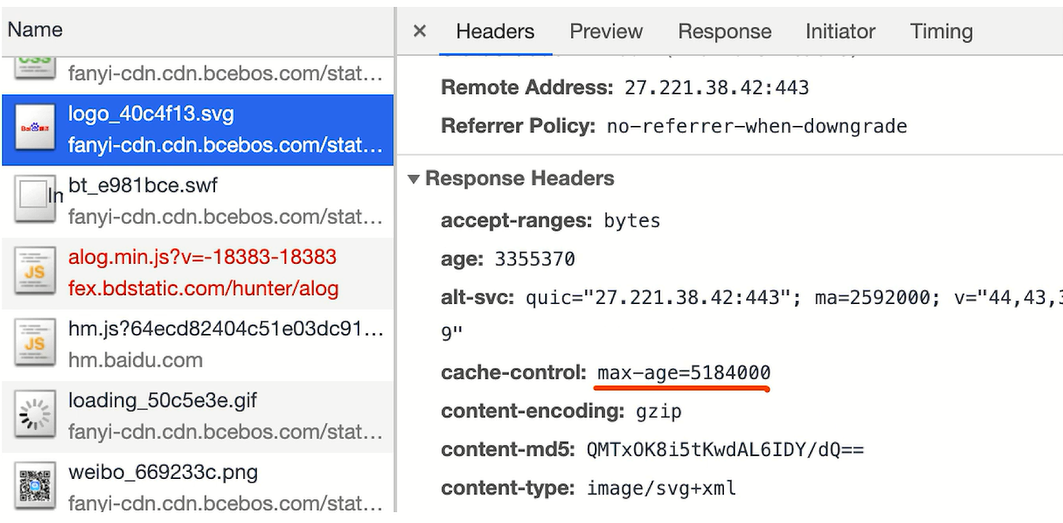 Name
× Headers Preview Response Initiator Timing
fanyi-cdn.cdn.bcebos.com/stat...
logo_40c4f13.svg
fanyi-cdn.cdn.bcebos.com/stat...
bt_e981bce.swf
In
fanyi-cdn.cdn.bcebos.com/stat...
JS
alog.min.js?v=-18383-18383
fex.bdstatic.com/hunter/alog
JS
hm.js?64ecd82404c51e03dc91...
hm.baidu.com
loading_50c5e3e.gif
fanyi-cdn.cdn.bcebos.com/stat...
weibo_669233c.png
fanyi-cdn.cdn.bcebos.com/stat...
Remote Address: 27.221.38.42:443
Referrer Policy: no-referrer-when-downgrade
Response Headers
accept-ranges: bytes
age: 3355370
alt-svc: quic="27.221.38.42:443"; ma=2592000; v="44,43,3
9"
cache-control: max-age=5184000
content-encoding: gzip
content-md5: QMTxOK8i5tKwdAL6IDY/dQ==
content-type: image/svg+xml